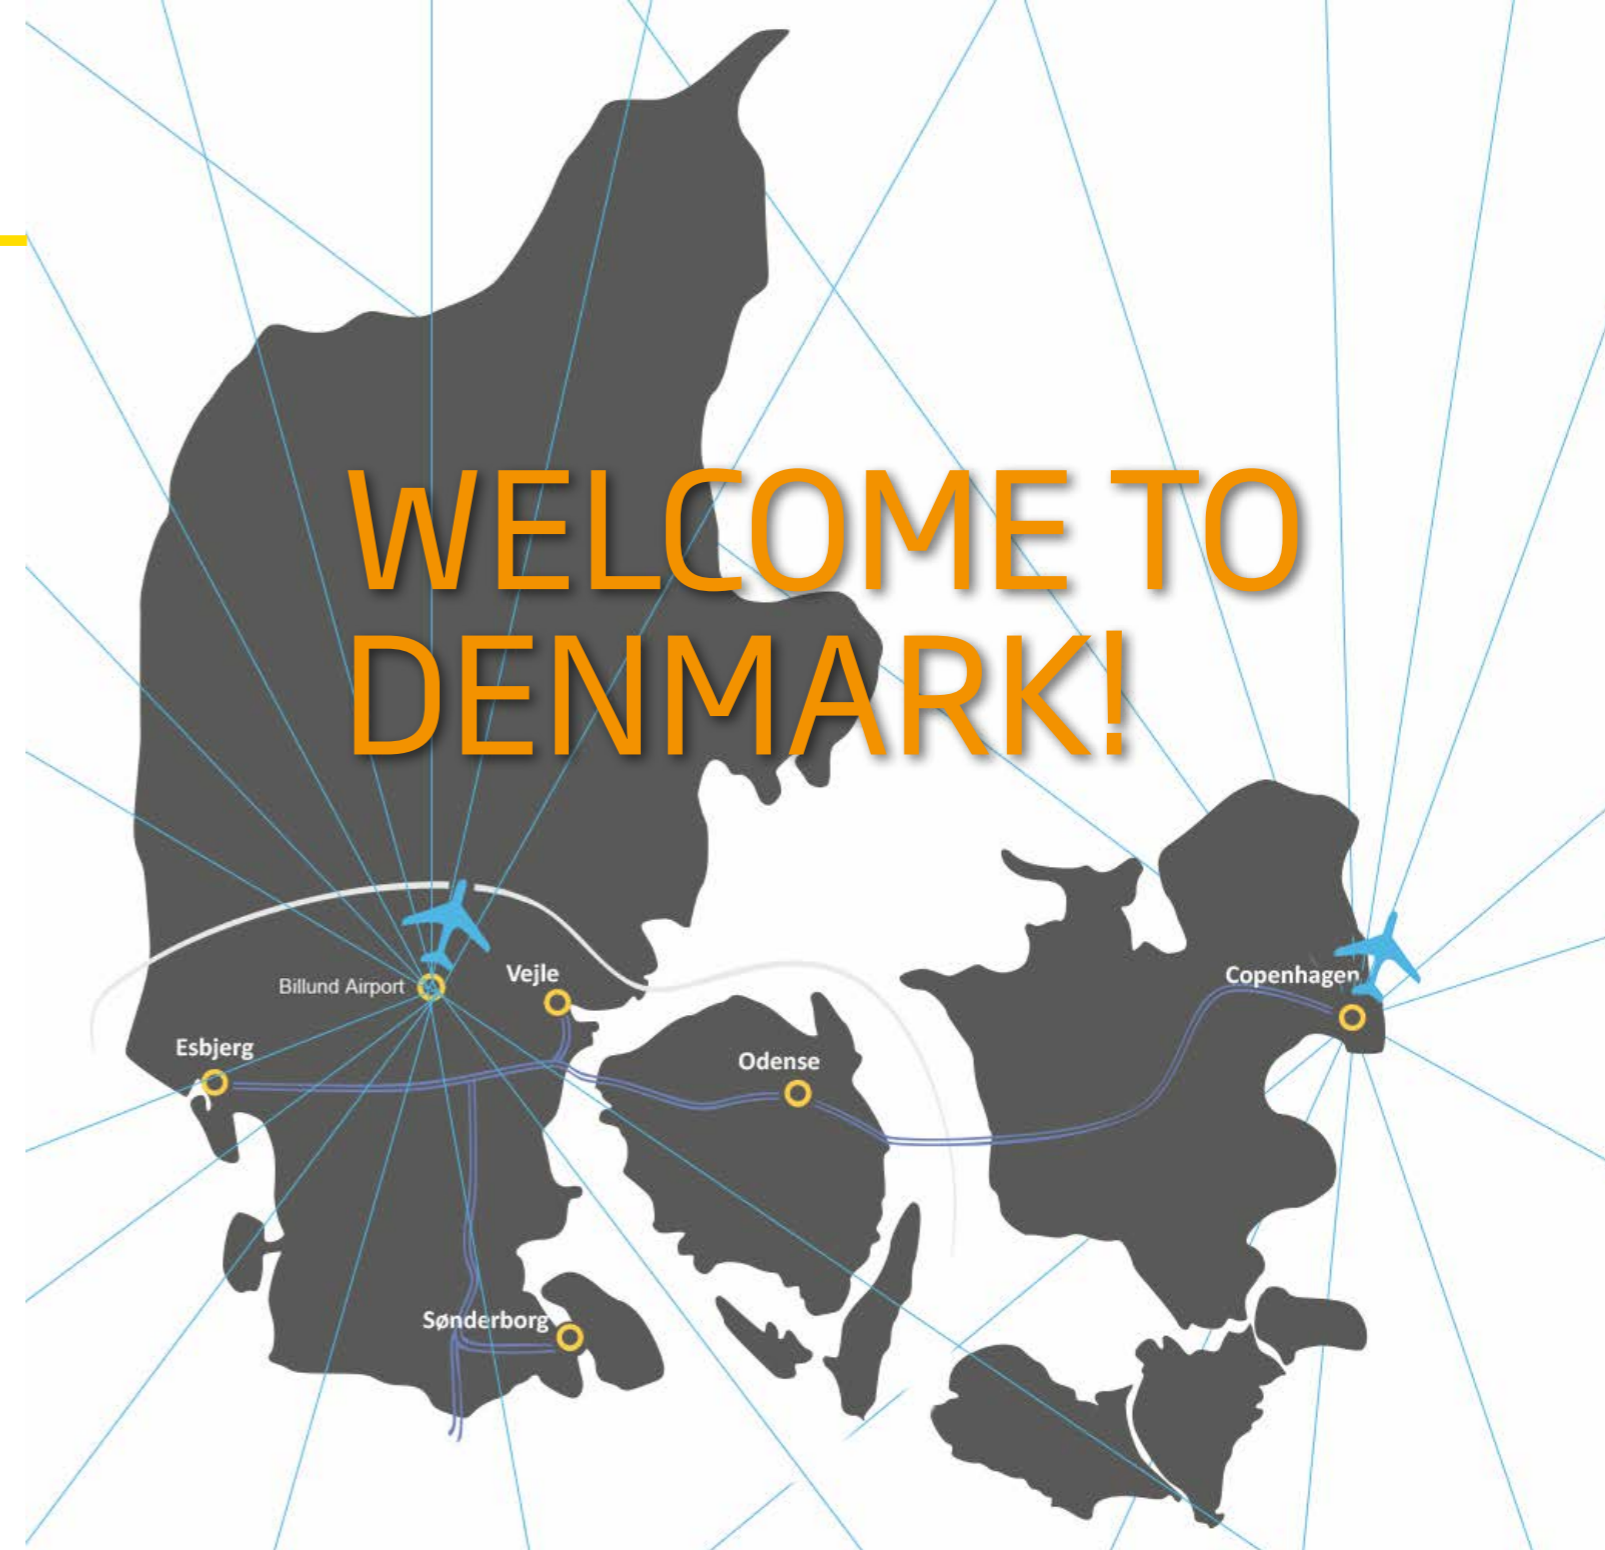 WELCOME TO
DENMARK!
Vejle
Billund Airport
Copenhagen
Esbjerg
Odense
Sønderborg